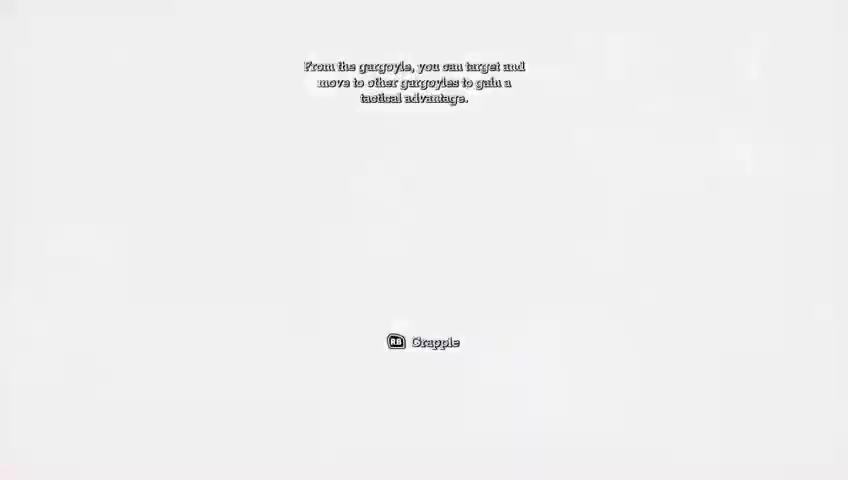 From the gargoyle, you can target and
move to other gargoyles to gain a
tactical advantage.
RB Grapple